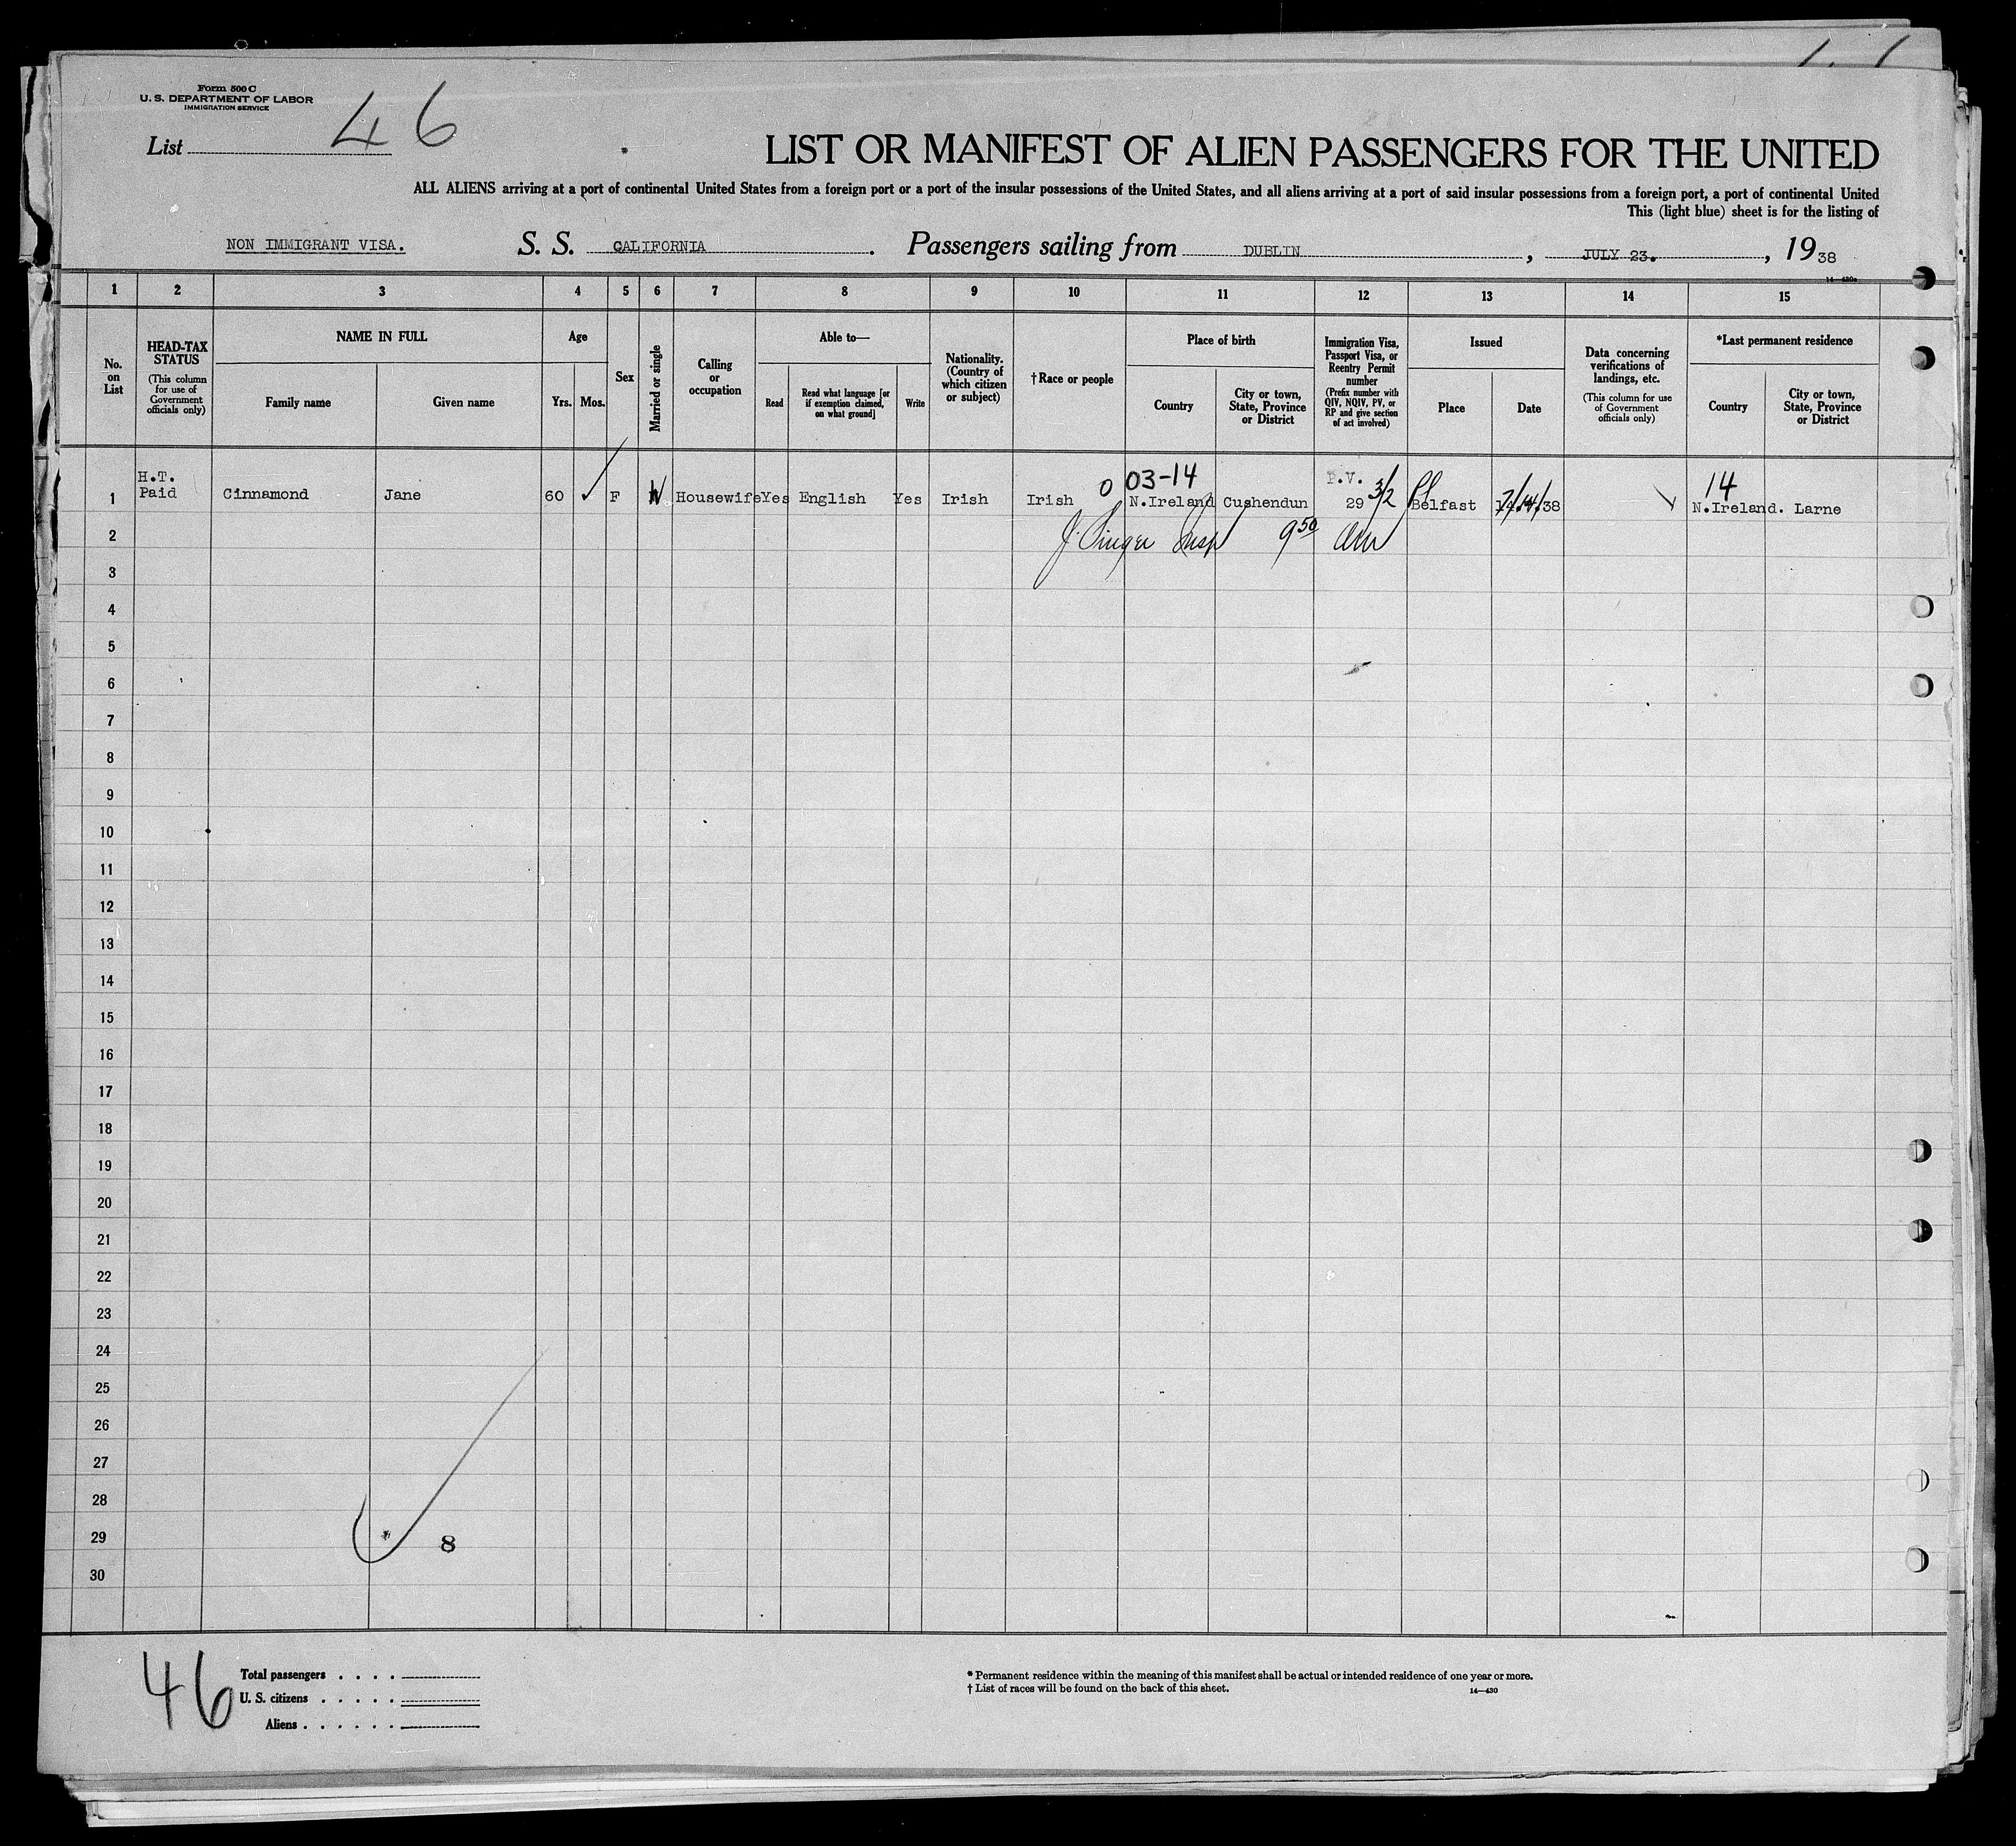 Form 500 C
U. S. DEPARTMENT OF LABOR
IMMIGRATION SERVICE
List 46
LIST OR MANIFEST OF ALIEN PASSENGERS FOR THE UNITED
ALL ALIENS arriving at a port of continental United States from a foreign port or a port of the insular possessions of the United States, and all aliens arriving at a port of said insular possessions from a foreign port, a port of continental United
This (light blue) sheet is for the listing of
NON IMMIGRANT VISA. S. S. CALIFORNIA. Passengers sailing from DUBLIN, JULY 23., 1938
14—430a
1 2 3 4 5 6 7 8 9 10 11 12 13 14 15
No. on List
HEAD-TAX STATUS
(This column for use of Government officials only)
NAME IN FULL
Family name
Given name
Age
Yrs.
Mos.
Sex
Married or single
Calling or occupation
Able to—
Read
Read what language [or if exemption claimed, on what ground]
Write
Nationality. (Country of which citizen or subject)
†Race or people
Place of birth
Country
City or town, State, Province or District
Immigration Visa, Passport Visa, or Reentry Permit number
(Prefix number with QIV, NQIV, PV, or RP and give section of act involved)
Issued
Place
Date
Data concerning verifications of landings, etc.
(This column for use of Government officials only)
*Last permanent residence
Country
City or town, State, Province or District
H.T. 03-14 P.V. 14
1 Paid Cinnamond Jane 60 F W Housewife Yes English Yes Irish Irish 0 N.Ireland Cushendun 29 3/2 Belfast 38 N.Ireland. Larne
2 J. Singer Insp 9 50
3
4
5
6
7
8
9
10
11
12
13
14
15
16
17
18
19
20
21
22
23
24
25
26
27
28
29 8
30
46
Total passengers . . . .
U. S. citizens . . . . .
Aliens . . . . . .
* Permanent residence within the meaning of this manifest shall be actual or intended residence of one year or more.
† List of races will be found on the back of this sheet.
14—430